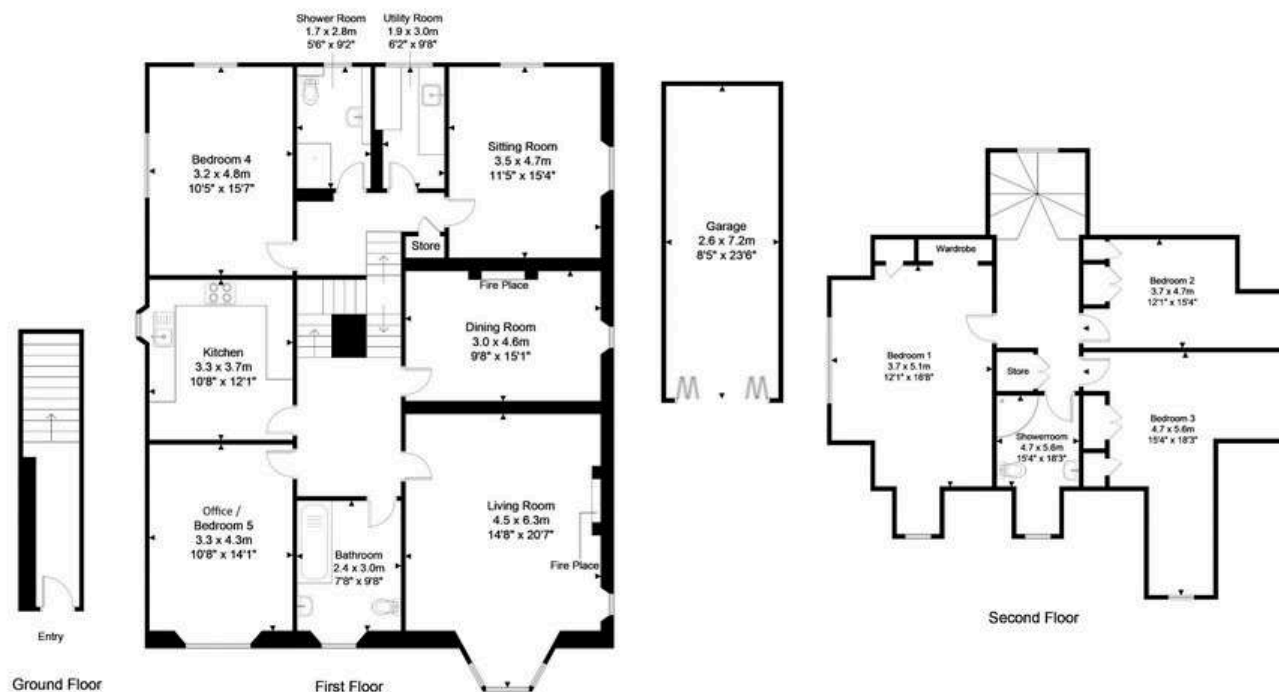 Shower Room
1.7 x 2.8m
5'6" x 9'2"
Utility Room
1.9 x 3.0m
6'2" x 9'8"
Bedroom 4
3.2 x 4.8m
10'5" x 15'7"
Sitting Room
3.5 x 4.7m
11'5" x 15'4"
Store
Fire Place
Dining Room
3.0 x 4.6m
9'8" x 15'1"
Kitchen
3.3 x 3.7m
10'8" x 12'1"
Office /
Bedroom 5
3.3 x 4.3m
10'8" x 14'1"
Bathroom
2.4 x 3.0m
7'8" x 9'8"
Living Room
4.5 x 6.3m
14'8" x 20'7"
Fire Place
Entry
Ground Floor
First Floor
Garage
2.6 x 7.2m
8'5" x 23'6"
Wardrobe
Bedroom 2
3.7 x 4.7m
12'1" x 15'4"
Bedroom 1
3.7 x 5.1m
12'1" x 16'8"
Store
Bedroom 3
4.7 x 5.6m
15'4" x 18'3"
Showerroom
4.7 x 5.6m
15'4" x 18'3"
Second Floor